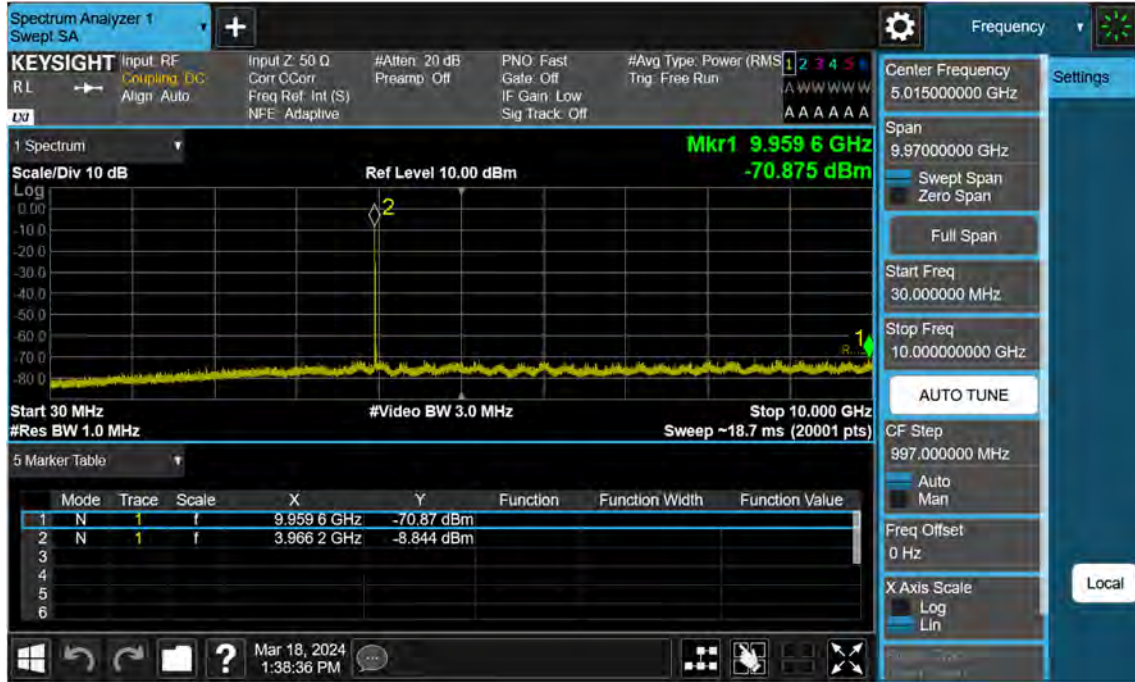 Spectrum Analyzer 1
Swept SA
+
Frequency
KEYSIGHT
RL
LXI
Input: RF
Coupling: DC
Align: Auto
Input Z: 50 Ω
Corr CCorr
Freq Ref: Int (S)
NFE: Adaptive
#Atten: 20 dB
Preamp: Off
PNO: Fast
Gate: Off
IF Gain: Low
Sig Track: Off
#Avg Type: Power (RMS
Trig: Free Run
1 2 3 4 5 6
A W W W W W
A A A A A A
Center Frequency
5.015000000 GHz
Settings
1 Spectrum
Mkr1 9.959 6 GHz
Scale/Div 10 dB
Ref Level 10.00 dBm
-70.875 dBm
Log
0.00
-10.0
-20.0
-30.0
-40.0
-50.0
-60.0
-70.0
-80.0
2
1
Start 30 MHz
#Video BW 3.0 MHz
Stop 10.000 GHz
#Res BW 1.0 MHz
Sweep ~18.7 ms (20001 pts)
Span
9.97000000 GHz
Swept Span
Zero Span
Full Span
Start Freq
30.000000 MHz
Stop Freq
10.000000000 GHz
AUTO TUNE
CF Step
997.000000 MHz
Auto
Man
Freq Offset
0 Hz
X Axis Scale
Log
Lin
Local
5 Marker Table
Mode Trace Scale X Y Function Function Width Function Value
1 N 1 f 9.959 6 GHz -70.87 dBm
2 N 1 f 3.966 2 GHz -8.844 dBm
3
4
5
6
?
Mar 18, 2024
1:38:36 PM